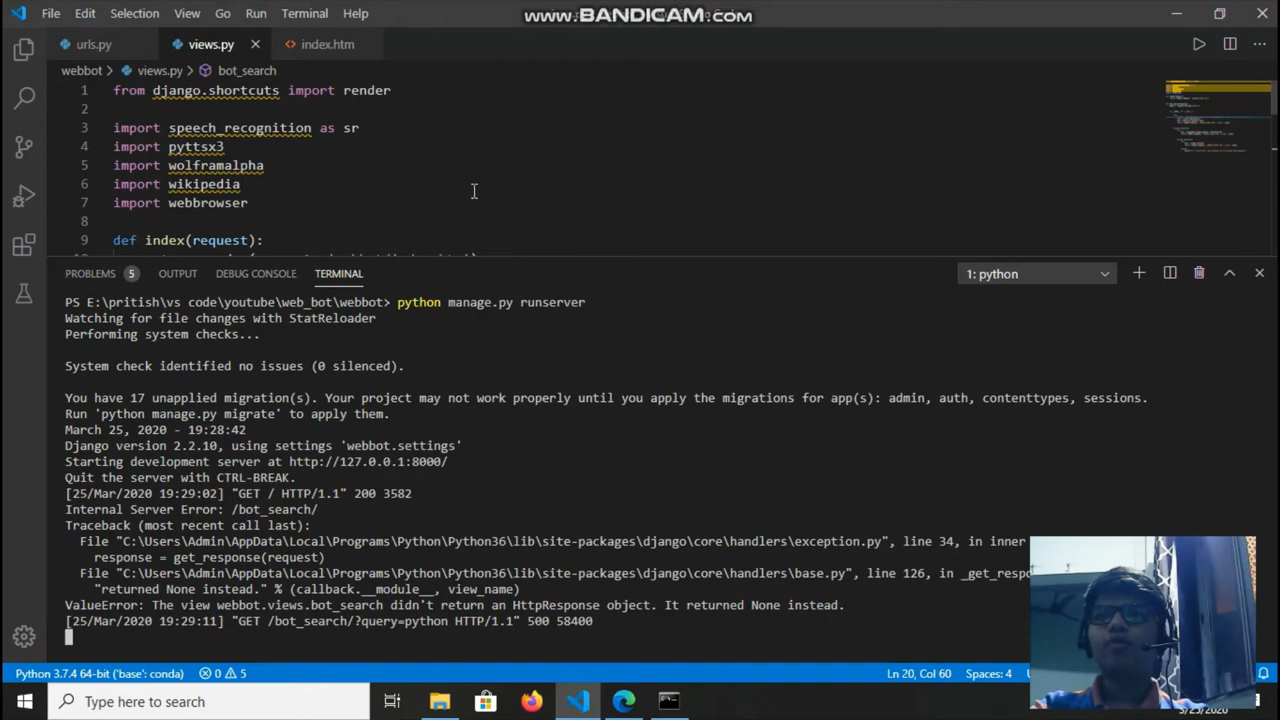 File Edit Selection View Go Run Terminal Help
www.BANDICAM.com
urls.py views.py index.htm
webbot > views.py > bot_search
1 from django.shortcuts import render
2
3 import speech_recognition as sr
4 import pyttsx3
5 import wolframalpha
6 import wikipedia
7 import webbrowser
8
9 def index(request):
PROBLEMS 5 OUTPUT DEBUG CONSOLE TERMINAL 1: python
PS E:\pritish\vs code\youtube\web_bot\webbot> python manage.py runserver
Watching for file changes with StatReloader
Performing system checks...
System check identified no issues (0 silenced).
You have 17 unapplied migration(s). Your project may not work properly until you apply the migrations for app(s): admin, auth, contenttypes, sessions.
Run 'python manage.py migrate' to apply them.
March 25, 2020 - 19:28:42
Django version 2.2.10, using settings 'webbot.settings'
Starting development server at http://127.0.0.1:8000/
Quit the server with CTRL-BREAK.
[25/Mar/2020 19:29:02] "GET / HTTP/1.1" 200 3582
Internal Server Error: /bot_search/
Traceback (most recent call last):
File "C:\Users\Admin\AppData\Local\Programs\Python\Python36\lib\site-packages\django\core\handlers\exception.py", line 34, in inner
response = get_response(request)
File "C:\Users\Admin\AppData\Local\Programs\Python\Python36\lib\site-packages\django\core\handlers\base.py", line 126, in _get_respo
"returned None instead." % (callback.__module__, view_name)
ValueError: The view webbot.views.bot_search didn't return an HttpResponse object. It returned None instead.
[25/Mar/2020 19:29:11] "GET /bot_search/?query=python HTTP/1.1" 500 58400
Python 3.7.4 64-bit ('base': conda) 0 5 Ln 20, Col 60 Spaces: 4
Type here to search
3/25/2020